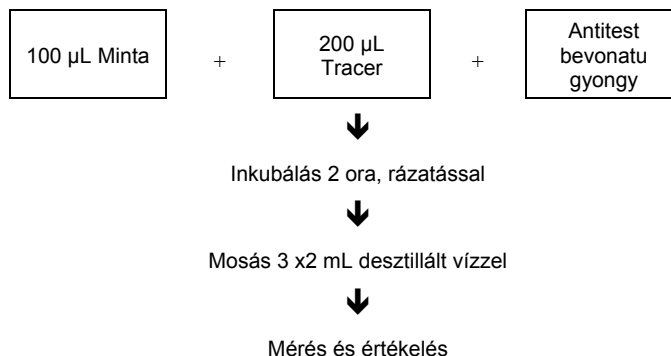 100 µL Minta
+
200 µL
Tracer
+
Antitest
bevonatu
gyongy
Inkubálás 2 ora, rázatással
Mosás 3 x2 mL desztillált vízzel
Mérés és értékelés